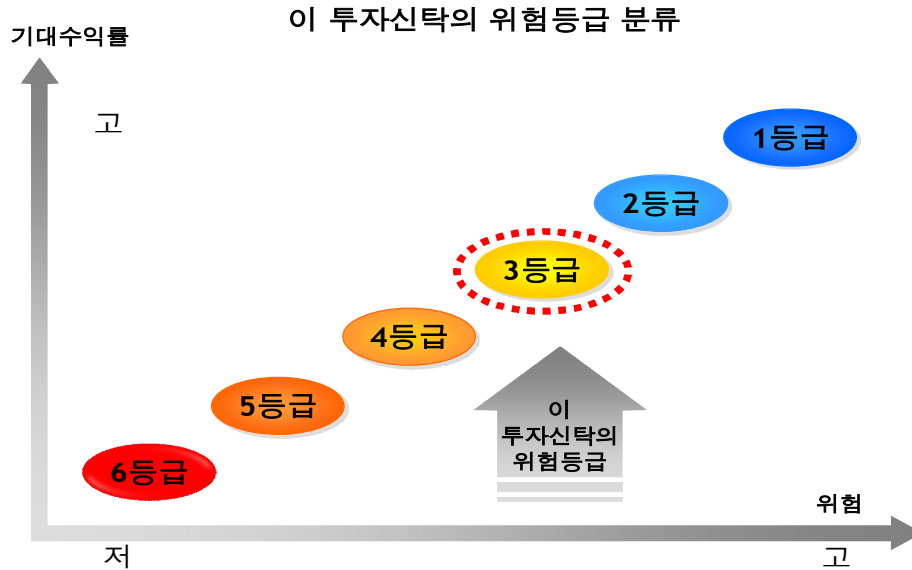 이 투자신탁의 위험등급 분류
기대수익률
고
1등급
2등급
3등급
4등급
5등급
6등급
이
투자신탁의
위험등급
위험
저
고